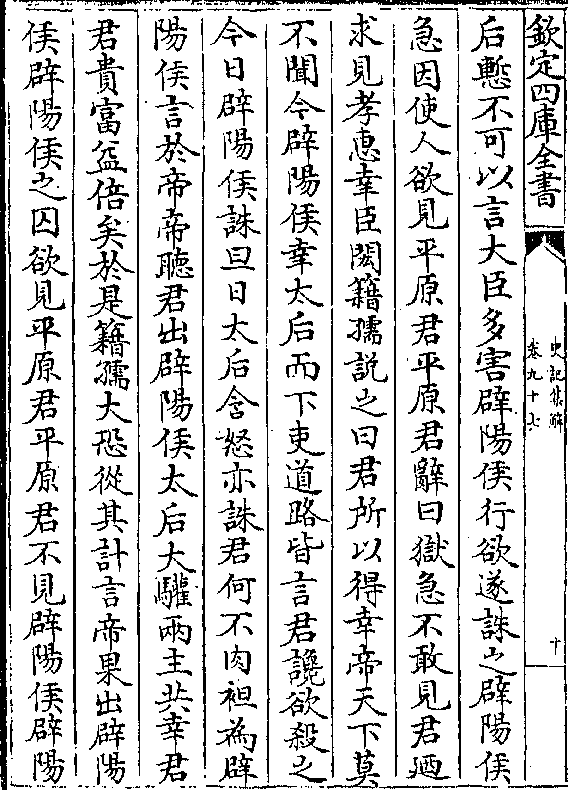 欽定四庫全書
史記集解
卷九十七
十
后慙不可以言大臣多害辟陽侯行欲遂誅之辟陽侯
急因使人欲見平原君平原君辭曰獄急不敢見君廼
求見孝惠幸臣閎籍孺説之曰君所以得幸帝天下莫
不聞今辟陽侯幸太后而下吏道路皆言君讒欲殺之
今日辟陽侯誅旦日太后含怒亦誅君何不肉袒為辟
陽侯言於帝帝聽君出辟陽侯太后大驩兩主共幸君
君貴富益倍矣於是籍孺大恐從其計言帝果出辟陽
侯辟陽侯之囚欲見平原君平原君不見辟陽侯辟陽